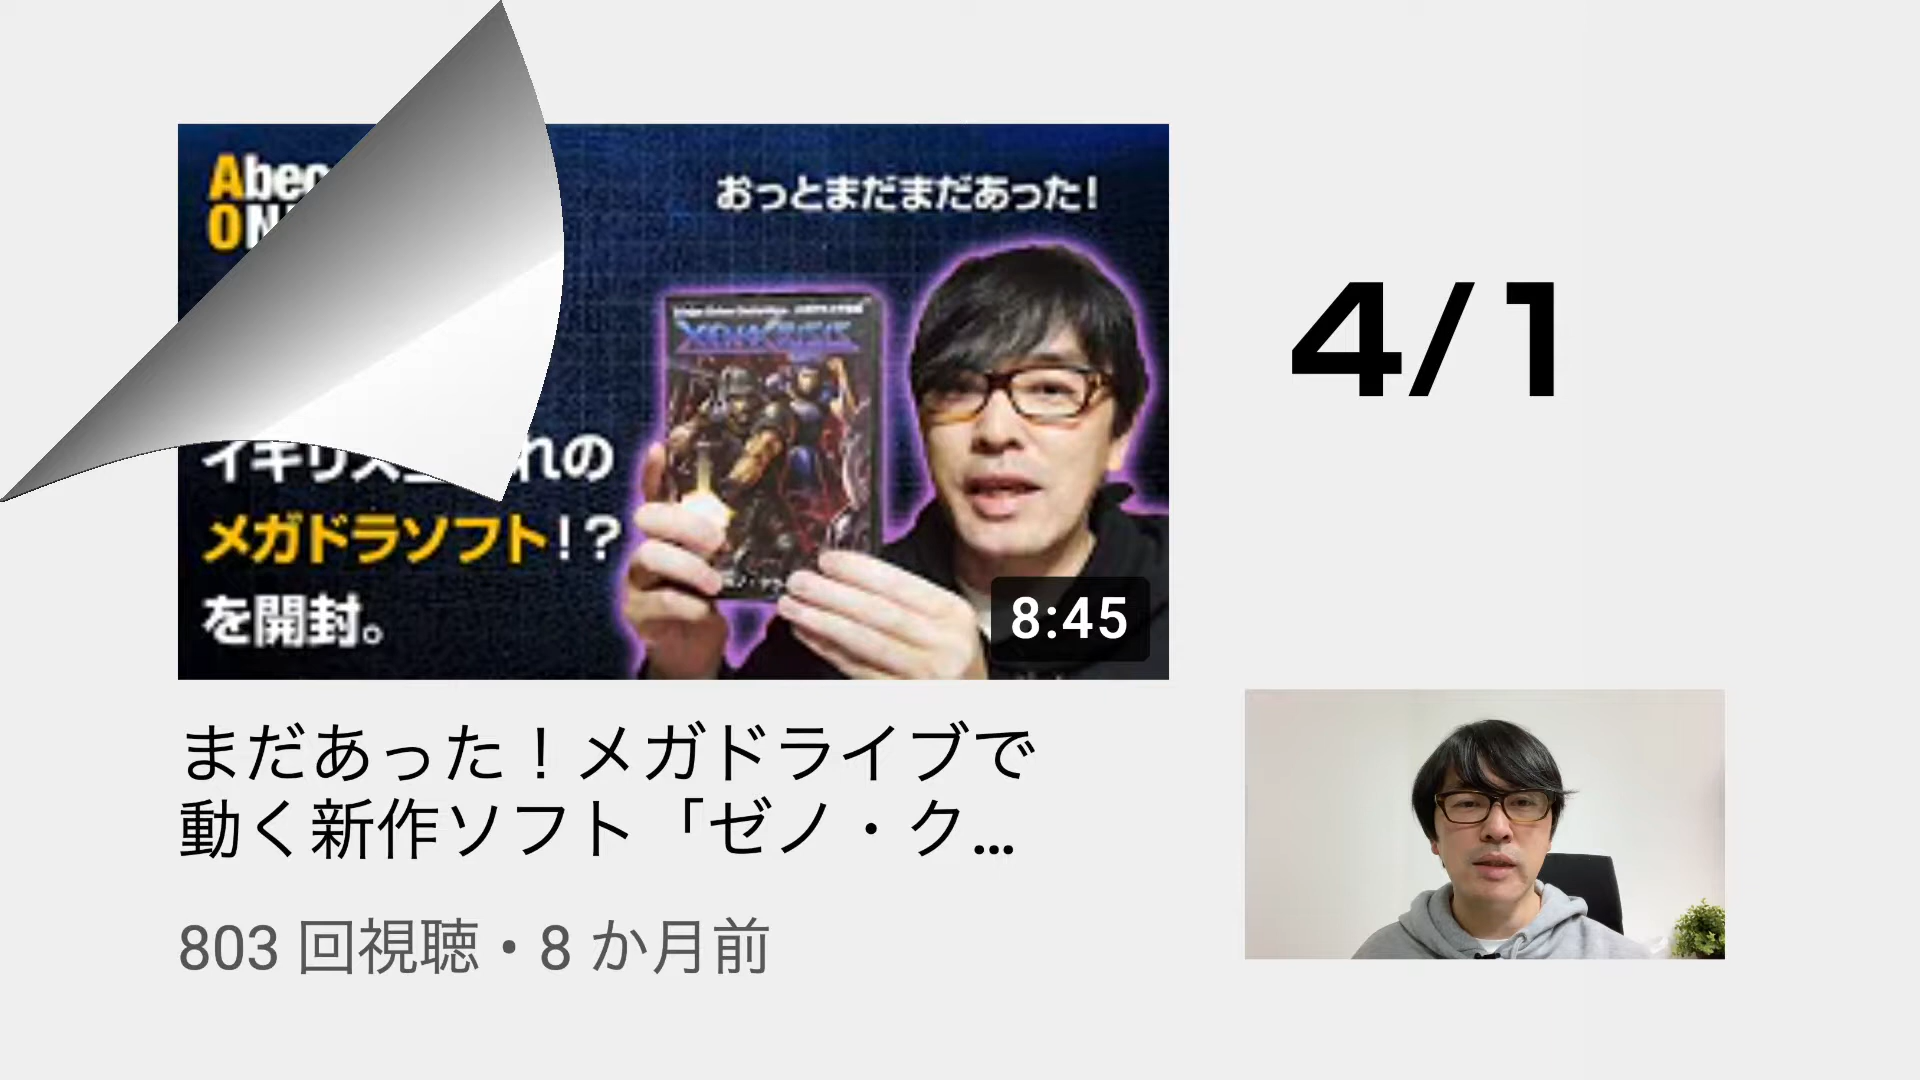 Abec
ON
おっとまだまだあった！
XENO CRISIS
イギリス
れの
メガドラソフト！？
を開封。
8:45
4/1
まだあった！メガドライブで
動く新作ソフト「ゼノ・ク...
803 回視聴・8 か月前